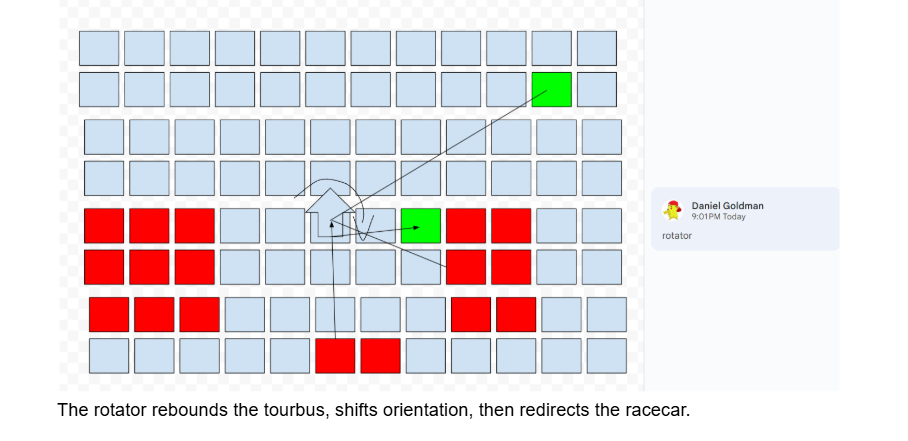 Daniel Goldman
9:01PM Today
rotator
The rotator rebounds the tourbus, shifts orientation, then redirects the racecar.